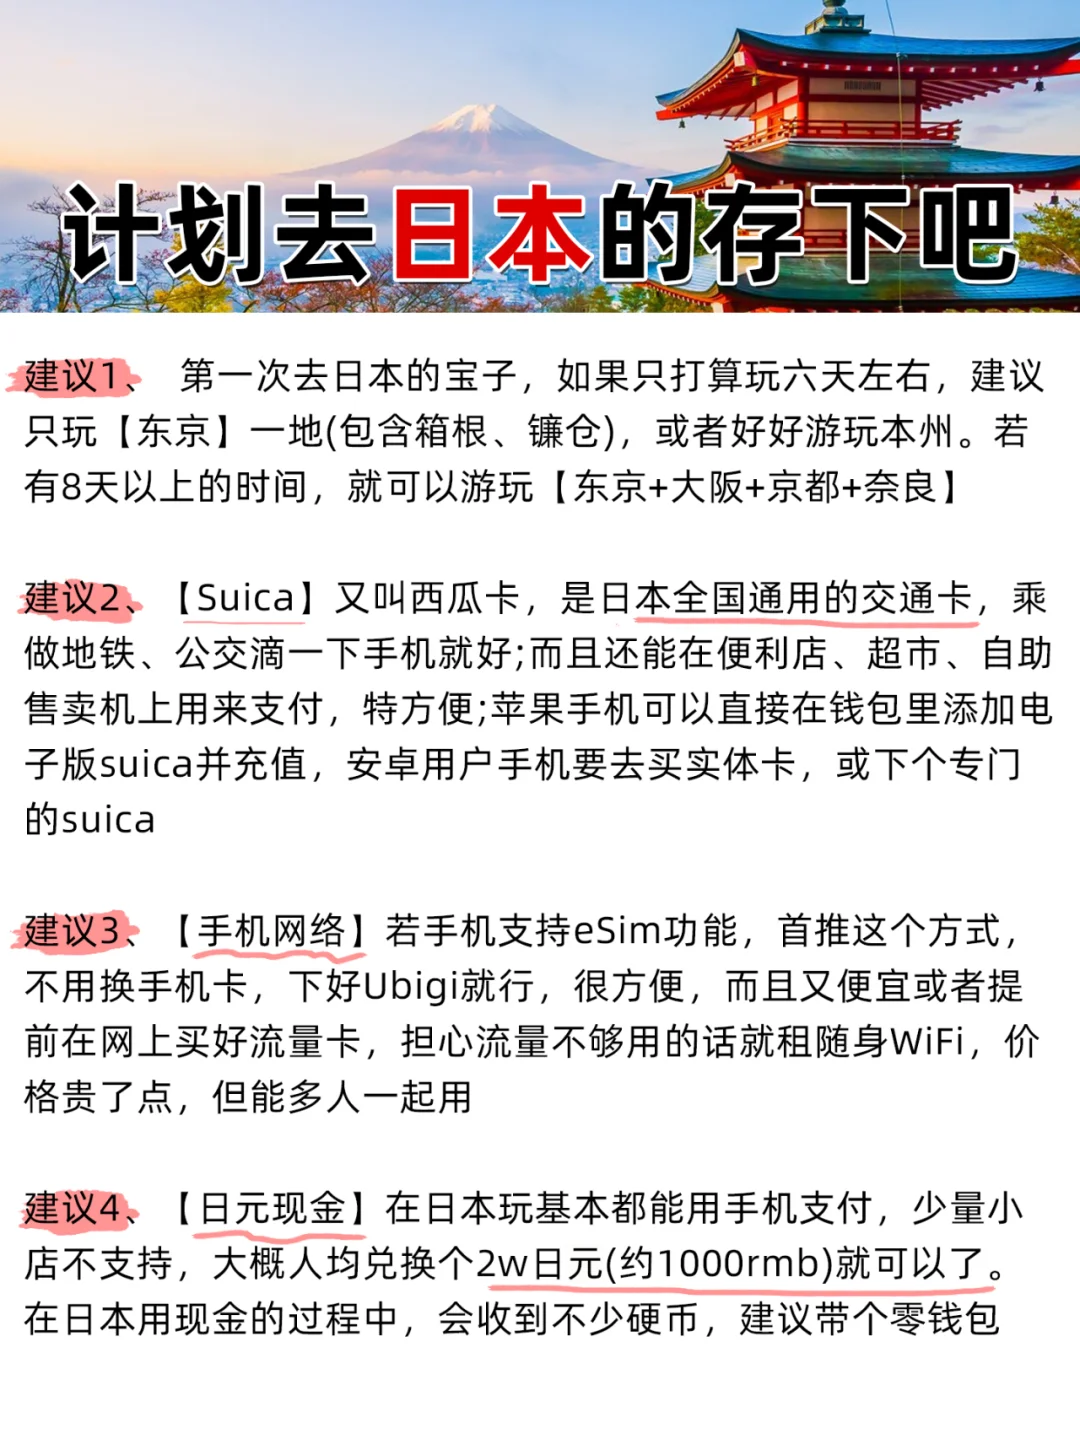 计划去日本的存下吧
建议1、 第一次去日本的宝子，如果只打算玩六天左右，建议
只玩【东京】一地(包含箱根、镰仓)，或者好好游玩本州。若
有8天以上的时间，就可以游玩【东京+大阪+京都+奈良】
建议2、【Suica】又叫西瓜卡，是日本全国通用的交通卡，乘
做地铁、公交滴一下手机就好;而且还能在便利店、超市、自助
售卖机上用来支付，特方便;苹果手机可以直接在钱包里添加电
子版suica并充值，安卓用户手机要去买实体卡，或下个专门
的suica
建议3、【手机网络】若手机支持eSim功能，首推这个方式，
不用换手机卡，下好Ubigi就行，很方便，而且又便宜或者提
前在网上买好流量卡，担心流量不够用的话就租随身WiFi，价
格贵了点，但能多人一起用
建议4、【日元现金】在日本玩基本都能用手机支付，少量小
店不支持，大概人均兑换个2w日元(约1000rmb)就可以了。
在日本用现金的过程中，会收到不少硬币，建议带个零钱包